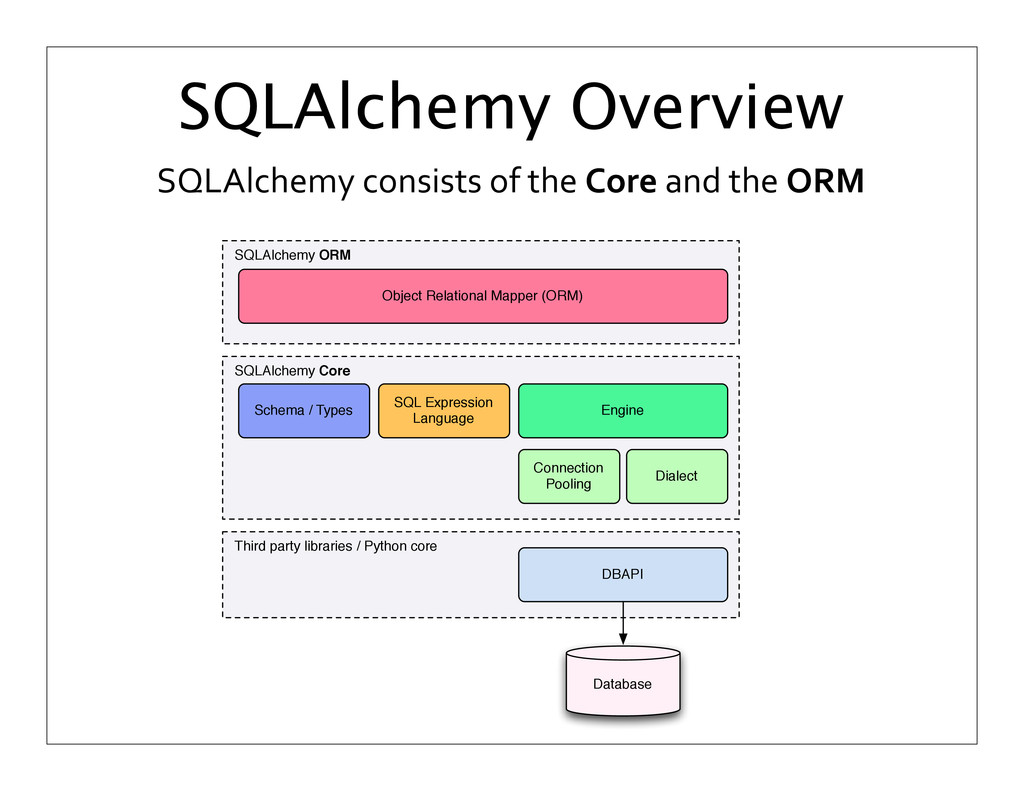 SQLAlchemy Overview
SQLAlchemy consists of the Core and the ORM
SQLAlchemy ORM
Object Relational Mapper (ORM)
SQLAlchemy Core
Schema / Types
SQL Expression
Language
Engine
Connection
Pooling
Dialect
Third party libraries / Python core
DBAPI
Database